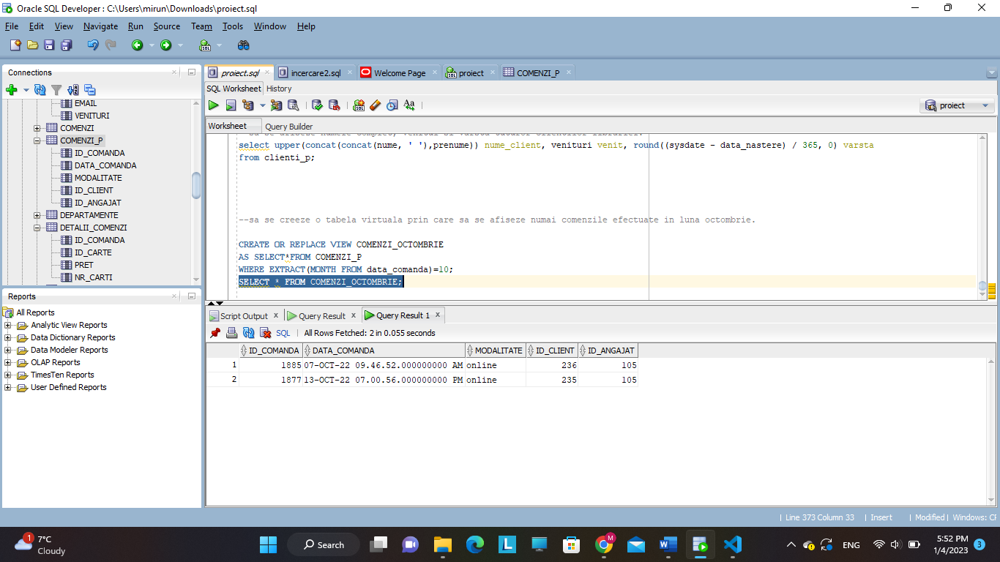 Oracle SQL Developer : C:\Users\mirun\Downloads\proiect.sql
File Edit View Navigate Run Source Team Tools Window Help
Connections
EMAIL
VENITURI
COMENZI
COMENZI_P
ID_COMANDA
DATA_COMANDA
MODALITATE
ID_CLIENT
ID_ANGAJAT
DEPARTAMENTE
DETALII_COMENZI
ID_COMANDA
ID_CARTE
PRET
NR_CARTI
Reports
All Reports
Analytic View Reports
Data Dictionary Reports
Data Modeler Reports
OLAP Reports
TimesTen Reports
User Defined Reports
proiect.sql incercare2.sql Welcome Page proiect COMENZI_P
SQL Worksheet History
proiect
Worksheet Query Builder
select upper(concat(concat(nume, ' '),prenume)) nume_client, venituri venit, round((sysdate - data_nastere) / 365, 0) varsta
from clienti_p;
--sa se creeze o tabela virtuala prin care sa se afiseze numai comenzile efectuate in luna octombrie.
CREATE OR REPLACE VIEW COMENZI_OCTOMBRIE
AS SELECT*FROM COMENZI_P
WHERE EXTRACT(MONTH FROM data_comanda)=10;
SELECT * FROM COMENZI_OCTOMBRIE;
Script Output Query Result Query Result 1
SQL All Rows Fetched: 2 in 0.055 seconds
ID_COMANDA DATA_COMANDA MODALITATE ID_CLIENT ID_ANGAJAT
1 1885 07-OCT-22 09.46.52.000000000 AM online 236 105
2 1877 13-OCT-22 07.00.56.000000000 PM online 235 105
Line 373 Column 33 Insert Modified Windows: CF
1 7°C
Cloudy
Search
M
ENG
5:52 PM
1/4/2023
3